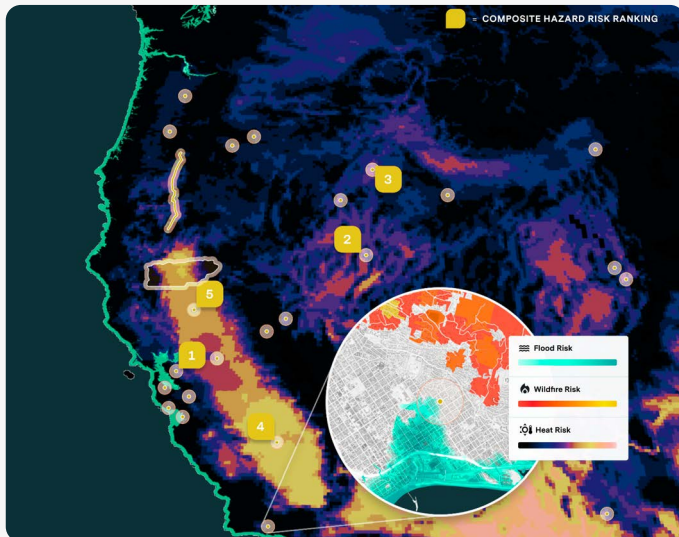 = COMPOSITE HAZARD RISK RANKING
3
2
5
1
4
Flood Risk
Wildfire Risk
Heat Risk